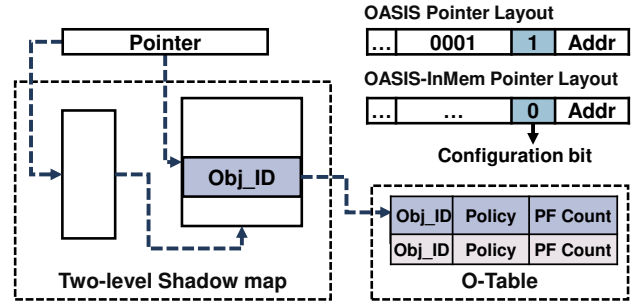 Pointer
Obj_ID
Two-level Shadow map
OASIS Pointer Layout
... 0001 1 Addr
OASIS-InMem Pointer Layout
... ... 0 Addr
Configuration bit
Obj_ID Policy PF Count
Obj_ID Policy PF Count
O-Table